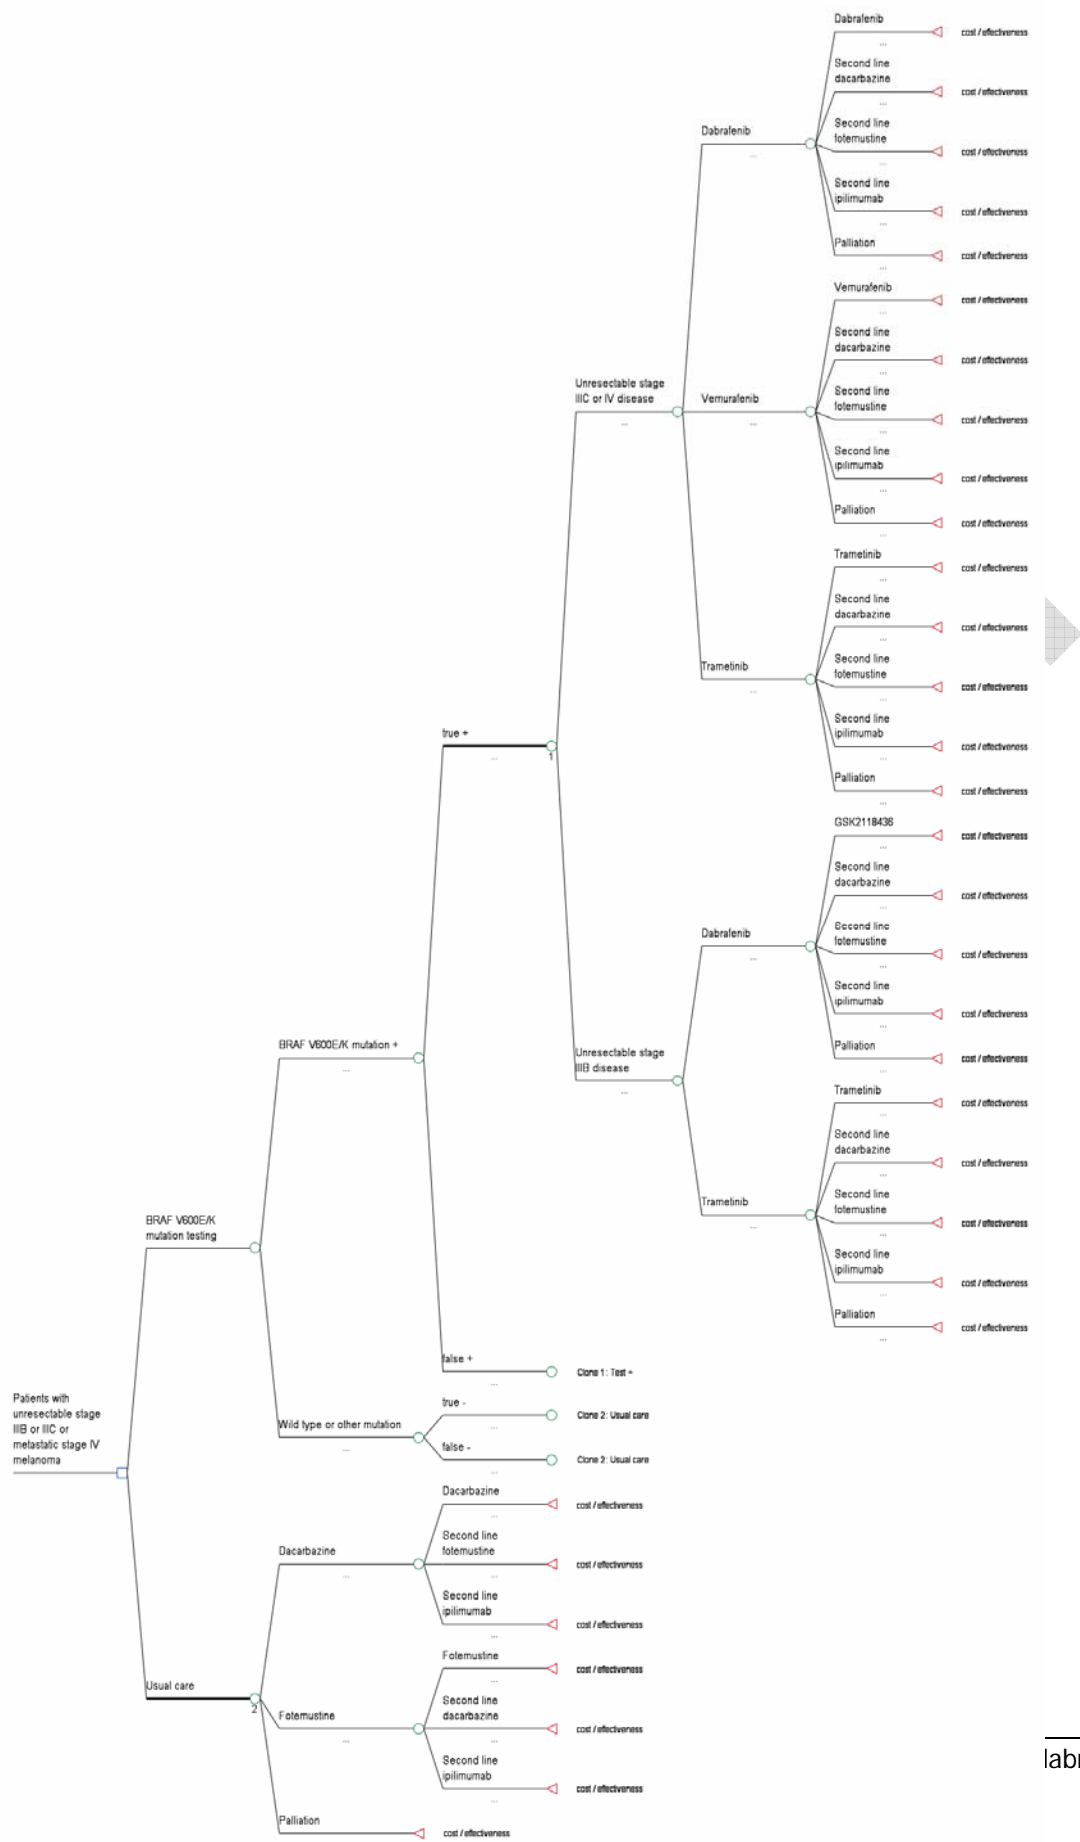 Dabrafenib
...
cost / effectiveness
Second line
dacarbazine
...
cost / effectiveness
Second line
fotemustine
...
cost / effectiveness
Second line
ipilimumab
...
cost / effectiveness
Palliation
...
cost / effectiveness
Dabrafenib
...
Vemurafenib
...
cost / effectiveness
Second line
dacarbazine
...
cost / effectiveness
Second line
fotemustine
...
cost / effectiveness
Second line
ipilimumab
...
cost / effectiveness
Palliation
...
cost / effectiveness
Unresectable stage
IIIC or IV disease
...
Vemurafenib
...
Trametinib
...
cost / effectiveness
Second line
dacarbazine
...
cost / effectiveness
Second line
fotemustine
...
cost / effectiveness
Second line
ipilimumab
...
cost / effectiveness
Palliation
...
cost / effectiveness
Trametinib
...
true +
...
1
GSK2118436
...
cost / effectiveness
Second line
dacarbazine
...
cost / effectiveness
Second line
fotemustine
...
cost / effectiveness
Second line
ipilimumab
...
cost / effectiveness
Palliation
...
cost / effectiveness
Dabrafenib
...
Unresectable stage
IIIB disease
...
Trametinib
...
cost / effectiveness
Second line
dacarbazine
...
cost / effectiveness
Second line
fotemustine
...
cost / effectiveness
Second line
ipilimumab
...
cost / effectiveness
Palliation
...
cost / effectiveness
Trametinib
...
BRAF V600E/K mutation +
...
BRAF V600E/K
mutation testing
false +
...
Clone 1: Test +
true -
...
Clone 2: Usual care
Wild type or other mutation
...
false -
...
Clone 2: Usual care
Patients with
unresectable stage
IIIB or IIIC or
metastatic stage IV
melanoma
Dacarbazine
...
cost / effectiveness
Second line
fotemustine
...
cost / effectiveness
Second line
ipilimumab
...
cost / effectiveness
Dacarbazine
...
Usual care
2
Fotemustine
...
cost / effectiveness
Second line
dacarbazine
...
cost / effectiveness
Second line
ipilimumab
...
cost / effectiveness
Fotemustine
...
Palliation
cost / effectiveness